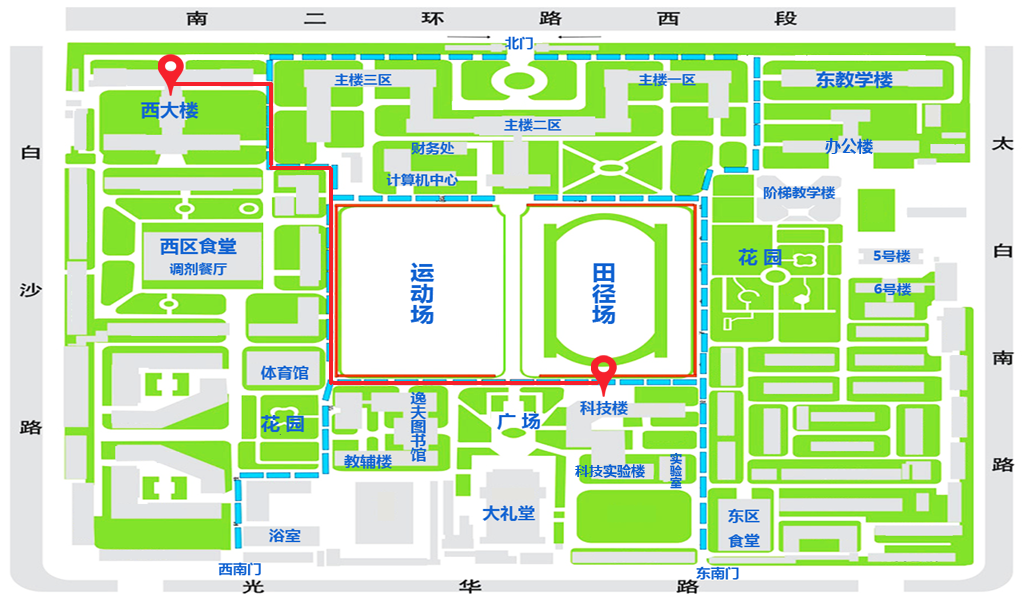 南二环路西段
北门
主楼三区
主楼一区
东教学楼
西大楼
主楼二区
办公楼
财务处
计算机中心
阶梯教学楼
白沙路
太白南路
西区食堂
调剂餐厅
运动场
田径场
花园
5号楼
6号楼
体育馆
花园
逸夫图书馆
广场
科技楼
教辅楼
科技实验楼
实验室
浴室
大礼堂
东区
食堂
西南门
东南门
光华路